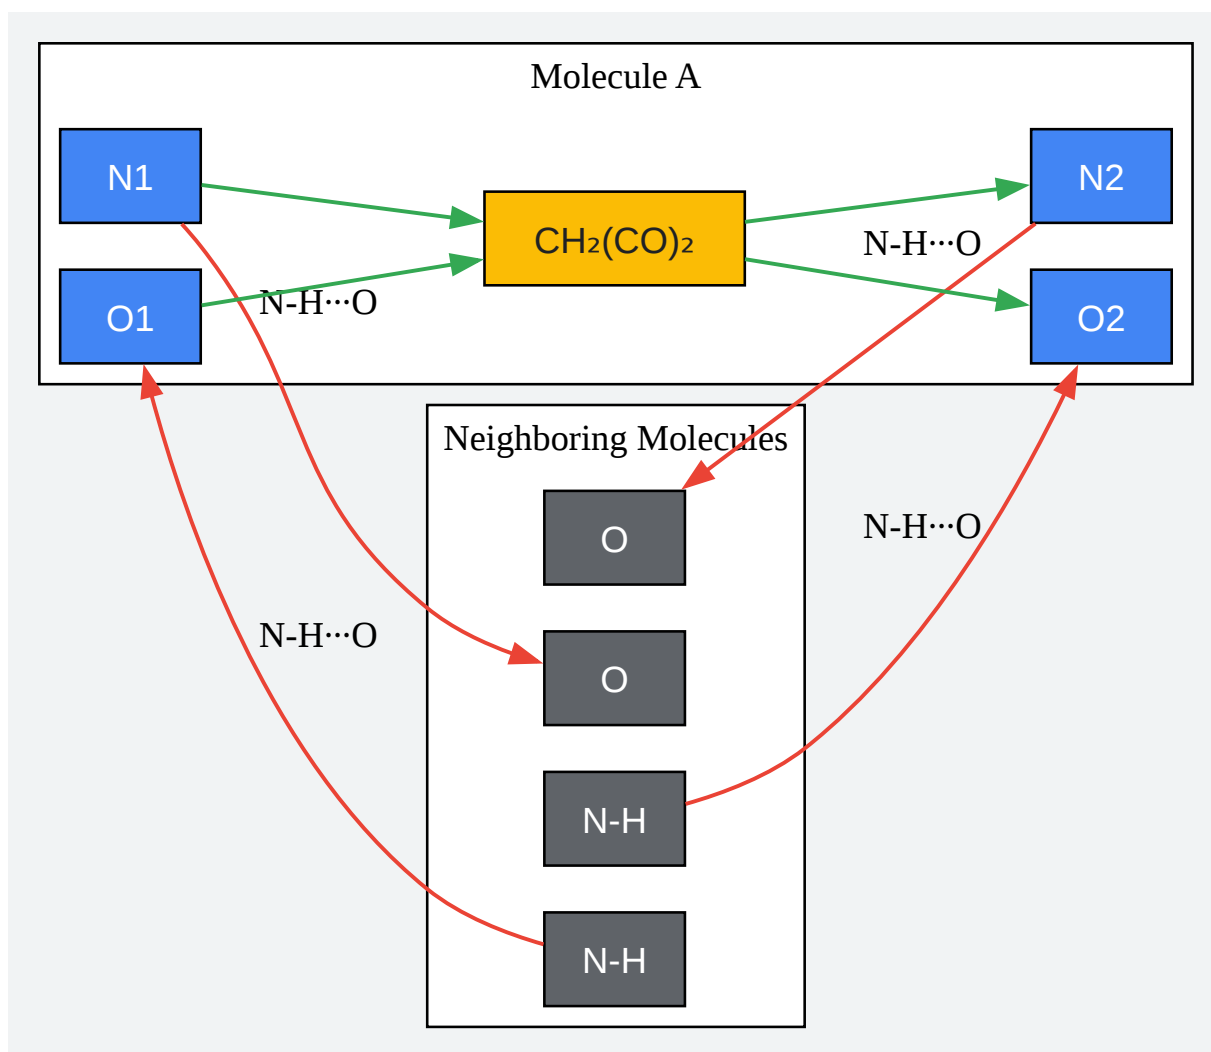 Molecule A
N1
N2
CH₂(CO)₂
N-H···O
N-H···O
O1
O2
Neighboring Molecules
O
N-H···O
N-H···O
O
N-H
N-H